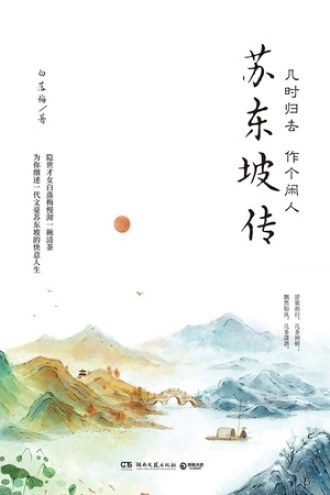 几时归去 作个闲人
苏东坡传
白落梅/著
隐世才女白落梅慢湖一碗清茶
为你细述一代文豪苏东坡的快意人生
湖南文艺出版社